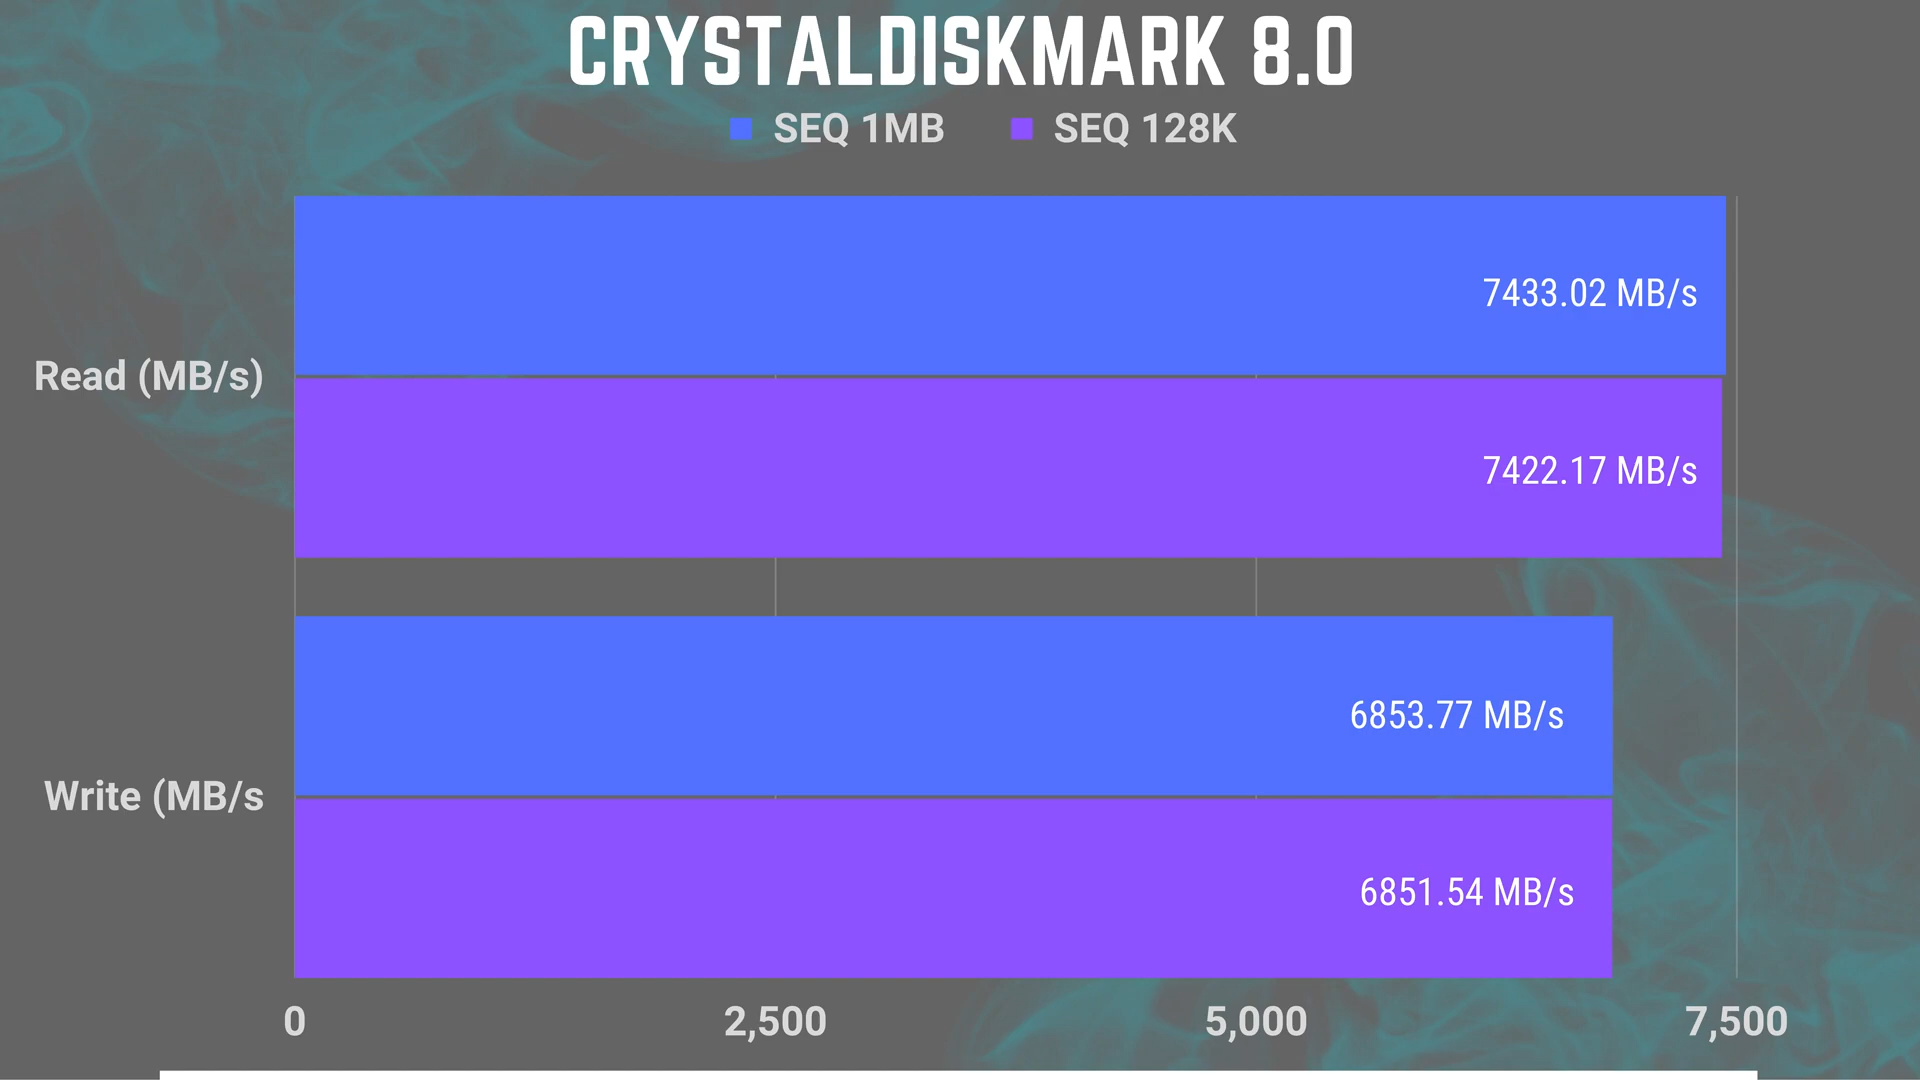 CRYSTALDISKMARK 8.0
SEQ 1MB SEQ 128K
7433.02 MB/s
Read (MB/s)
7422.17 MB/s
6853.77 MB/s
Write (MB/s
6851.54 MB/s
0 2,500 5,000 7,500